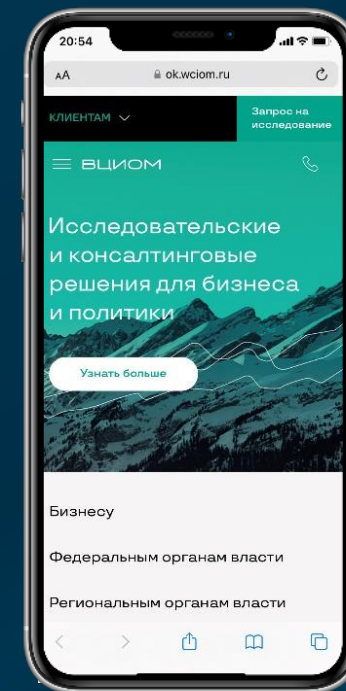 20:54
AA
ok.wciom.ru
КЛИЕНТАМ
Запрос на
исследование
ВЦИОМ
Исследовательские
и консалтинговые
решения для бизнеса
и политики
Узнать больше
Бизнесу
Федеральным органам власти
Региональным органам власти